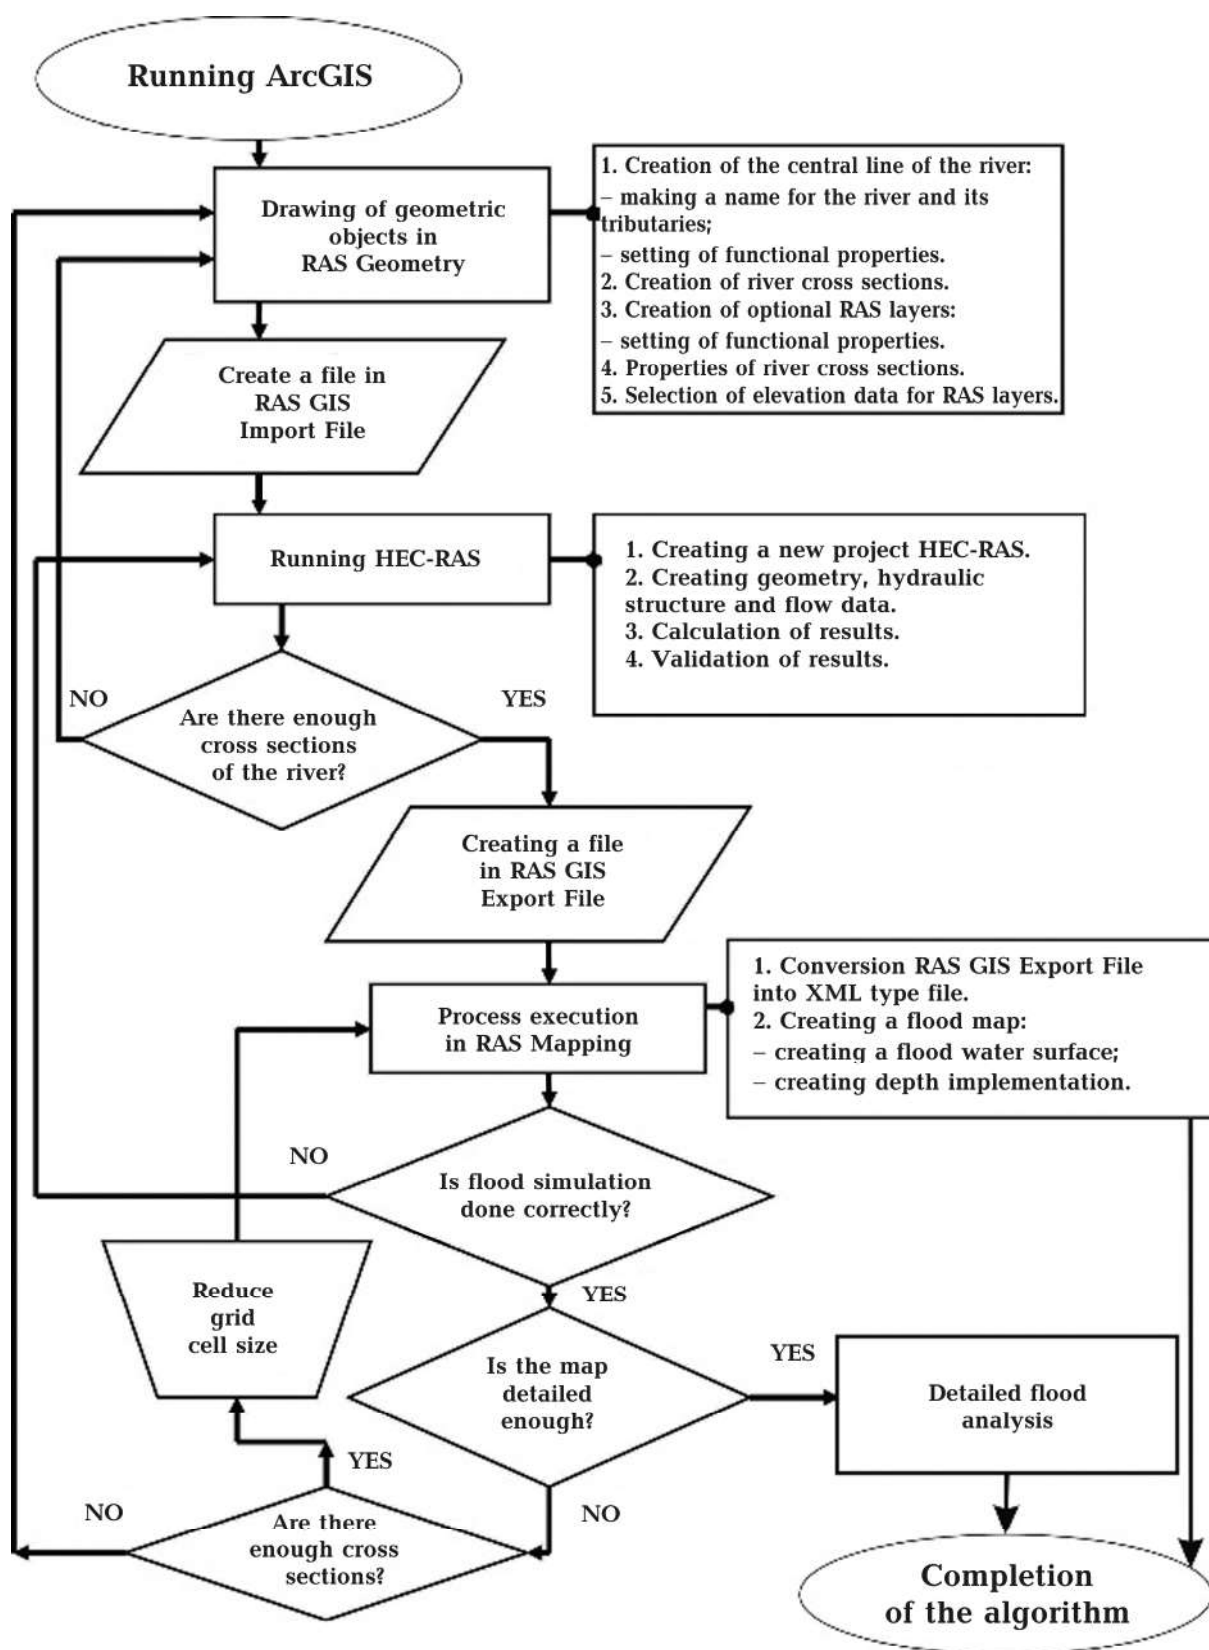 Running ArcGIS
Drawing of geometric
objects in
RAS Geometry
1. Creation of the central line of the river:
– making a name for the river and its
tributaries;
– setting of functional properties.
2. Creation of river cross sections.
3. Creation of optional RAS layers:
– setting of functional properties.
4. Properties of river cross sections.
5. Selection of elevation data for RAS layers.
Create a file in
RAS GIS
Import File
Running HEC-RAS
1. Creating a new project HEC-RAS.
2. Creating geometry, hydraulic
structure and flow data.
3. Calculation of results.
4. Validation of results.
NO
YES
Are there enough
cross sections
of the river?
Creating a file
in RAS GIS
Export File
Process execution
in RAS Mapping
1. Conversion RAS GIS Export File
into XML type file.
2. Creating a flood map:
– creating a flood water surface;
– creating depth implementation.
NO
Is flood simulation
done correctly?
YES
Reduce
grid
cell size
Is the map
detailed
enough?
YES
Detailed flood
analysis
YES
NO
NO
Are there
enough cross
sections?
Completion
of the algorithm